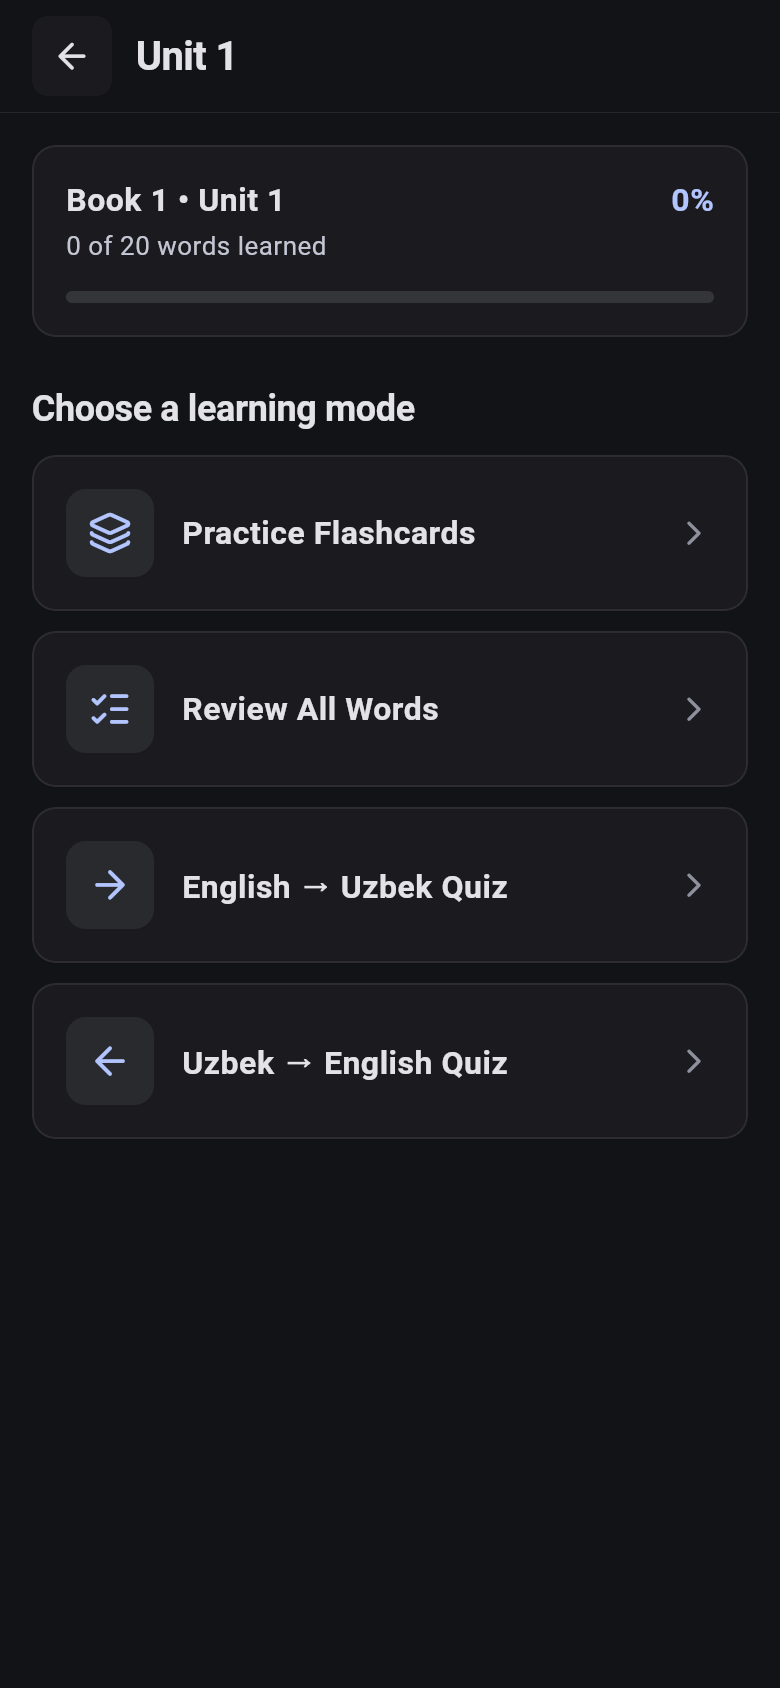 Unit 1
Book 1 • Unit 1
0%
0 of 20 words learned
Choose a learning mode
Practice Flashcards
Review All Words
English → Uzbek Quiz
Uzbek → English Quiz